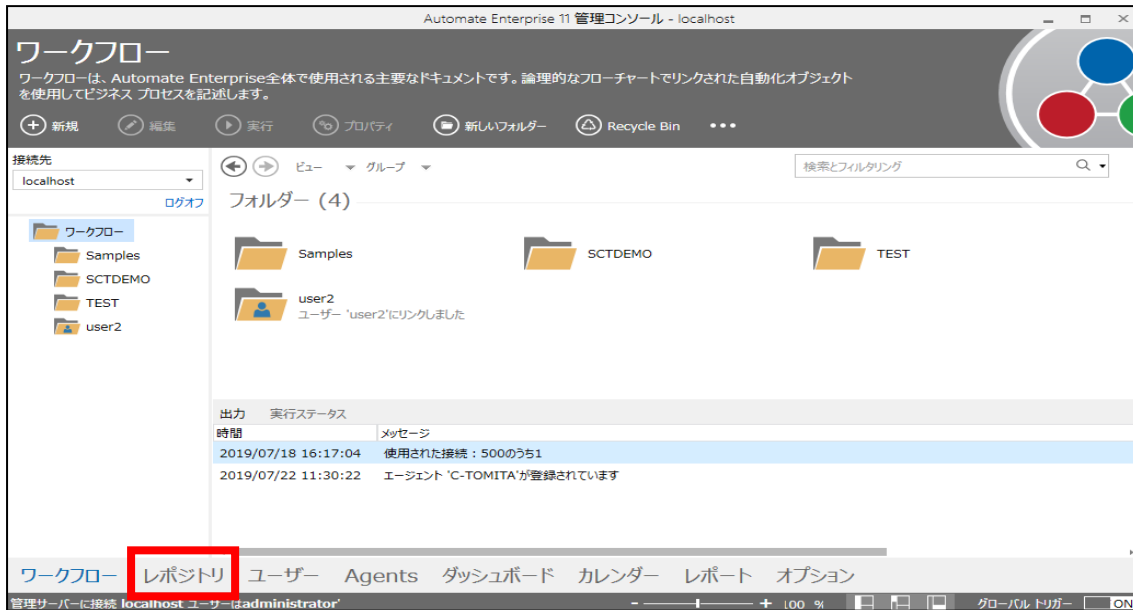 Automate Enterprise 11 管理コンソール - localhost
ワークフロー
ワークフローは、Automate Enterprise全体で使用される主要なドキュメントです。論理的なフローチャートでリンクされた自動化オブジェクト
を使用してビジネス プロセスを記述します。
新規 編集 実行 プロパティ 新しいフォルダー Recycle Bin •••
接続先
localhost
ログオフ
ビュー グループ
検索とフィルタリング
フォルダー (4)
ワークフロー
Samples
SCTDEMO
TEST
user2
Samples
SCTDEMO
TEST
user2
ユーザー 'user2'にリンクしました
出力 実行ステータス
時間 メッセージ
2019/07/18 16:17:04 使用された接続：500のうち1
2019/07/22 11:30:22 エージェント 'C-TOMITA'が登録されています
ワークフロー レポジトリ ユーザー Agents ダッシュボード カレンダー レポート オプション
管理サーバーに接続 localhost ユーザーはadministrator' - + 100 % グローバル トリガー ON